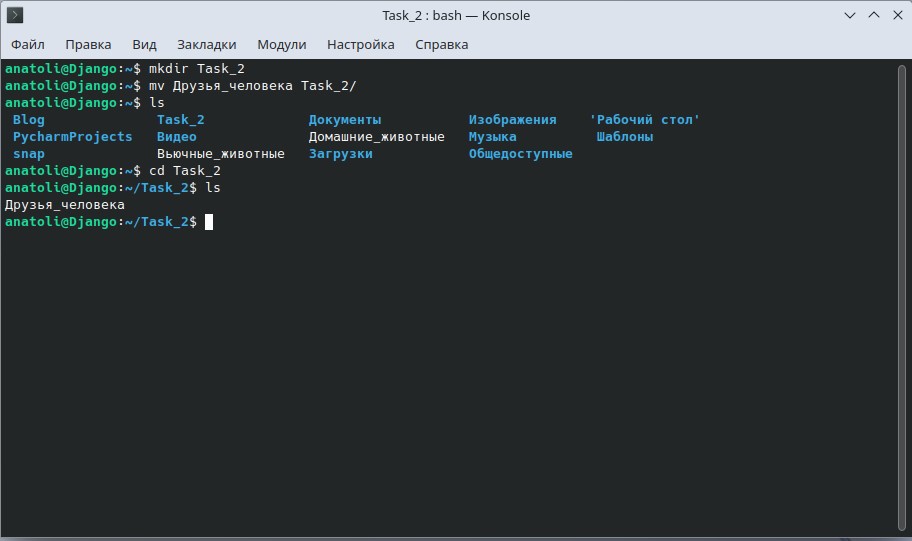 Task_2 : bash — Konsole
Файл Правка Вид Закладки Модули Настройка Справка
anatoli@Django:~$ mkdir Task_2
anatoli@Django:~$ mv Друзья_человека Task_2/
anatoli@Django:~$ ls
Blog Task_2 Документы Изображения 'Рабочий стол'
PycharmProjects Видео Домашние_животные Музыка Шаблоны
snap Вьючные_животные Загрузки Общедоступные
anatoli@Django:~$ cd Task_2
anatoli@Django:~/Task_2$ ls
Друзья_человека
anatoli@Django:~/Task_2$